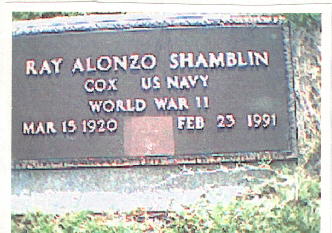 RAY ALONZO SHAMBLIN
COX US NAVY
WORLD WAR II
MAR 15 1920 FEB 23 1991